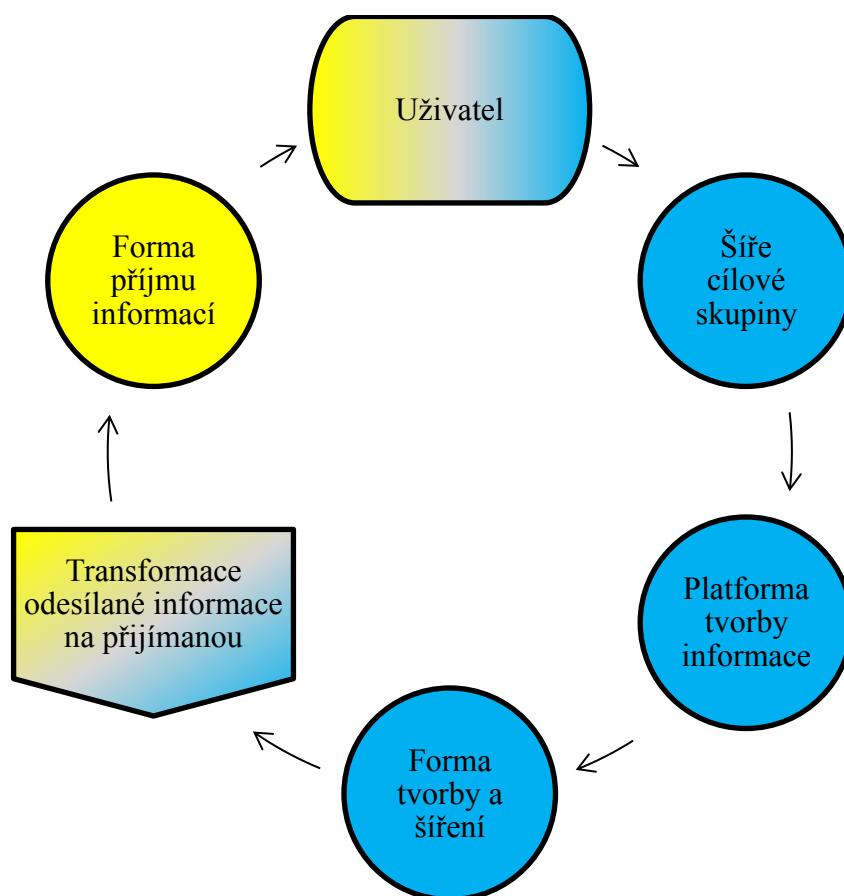 Uživatel
Šíře
cílové
skupiny
Platforma
tvorby
informace
Forma
tvorby a
šíření
Transformace
odesílané informace
na přijímanou
Forma
příjmu
informací